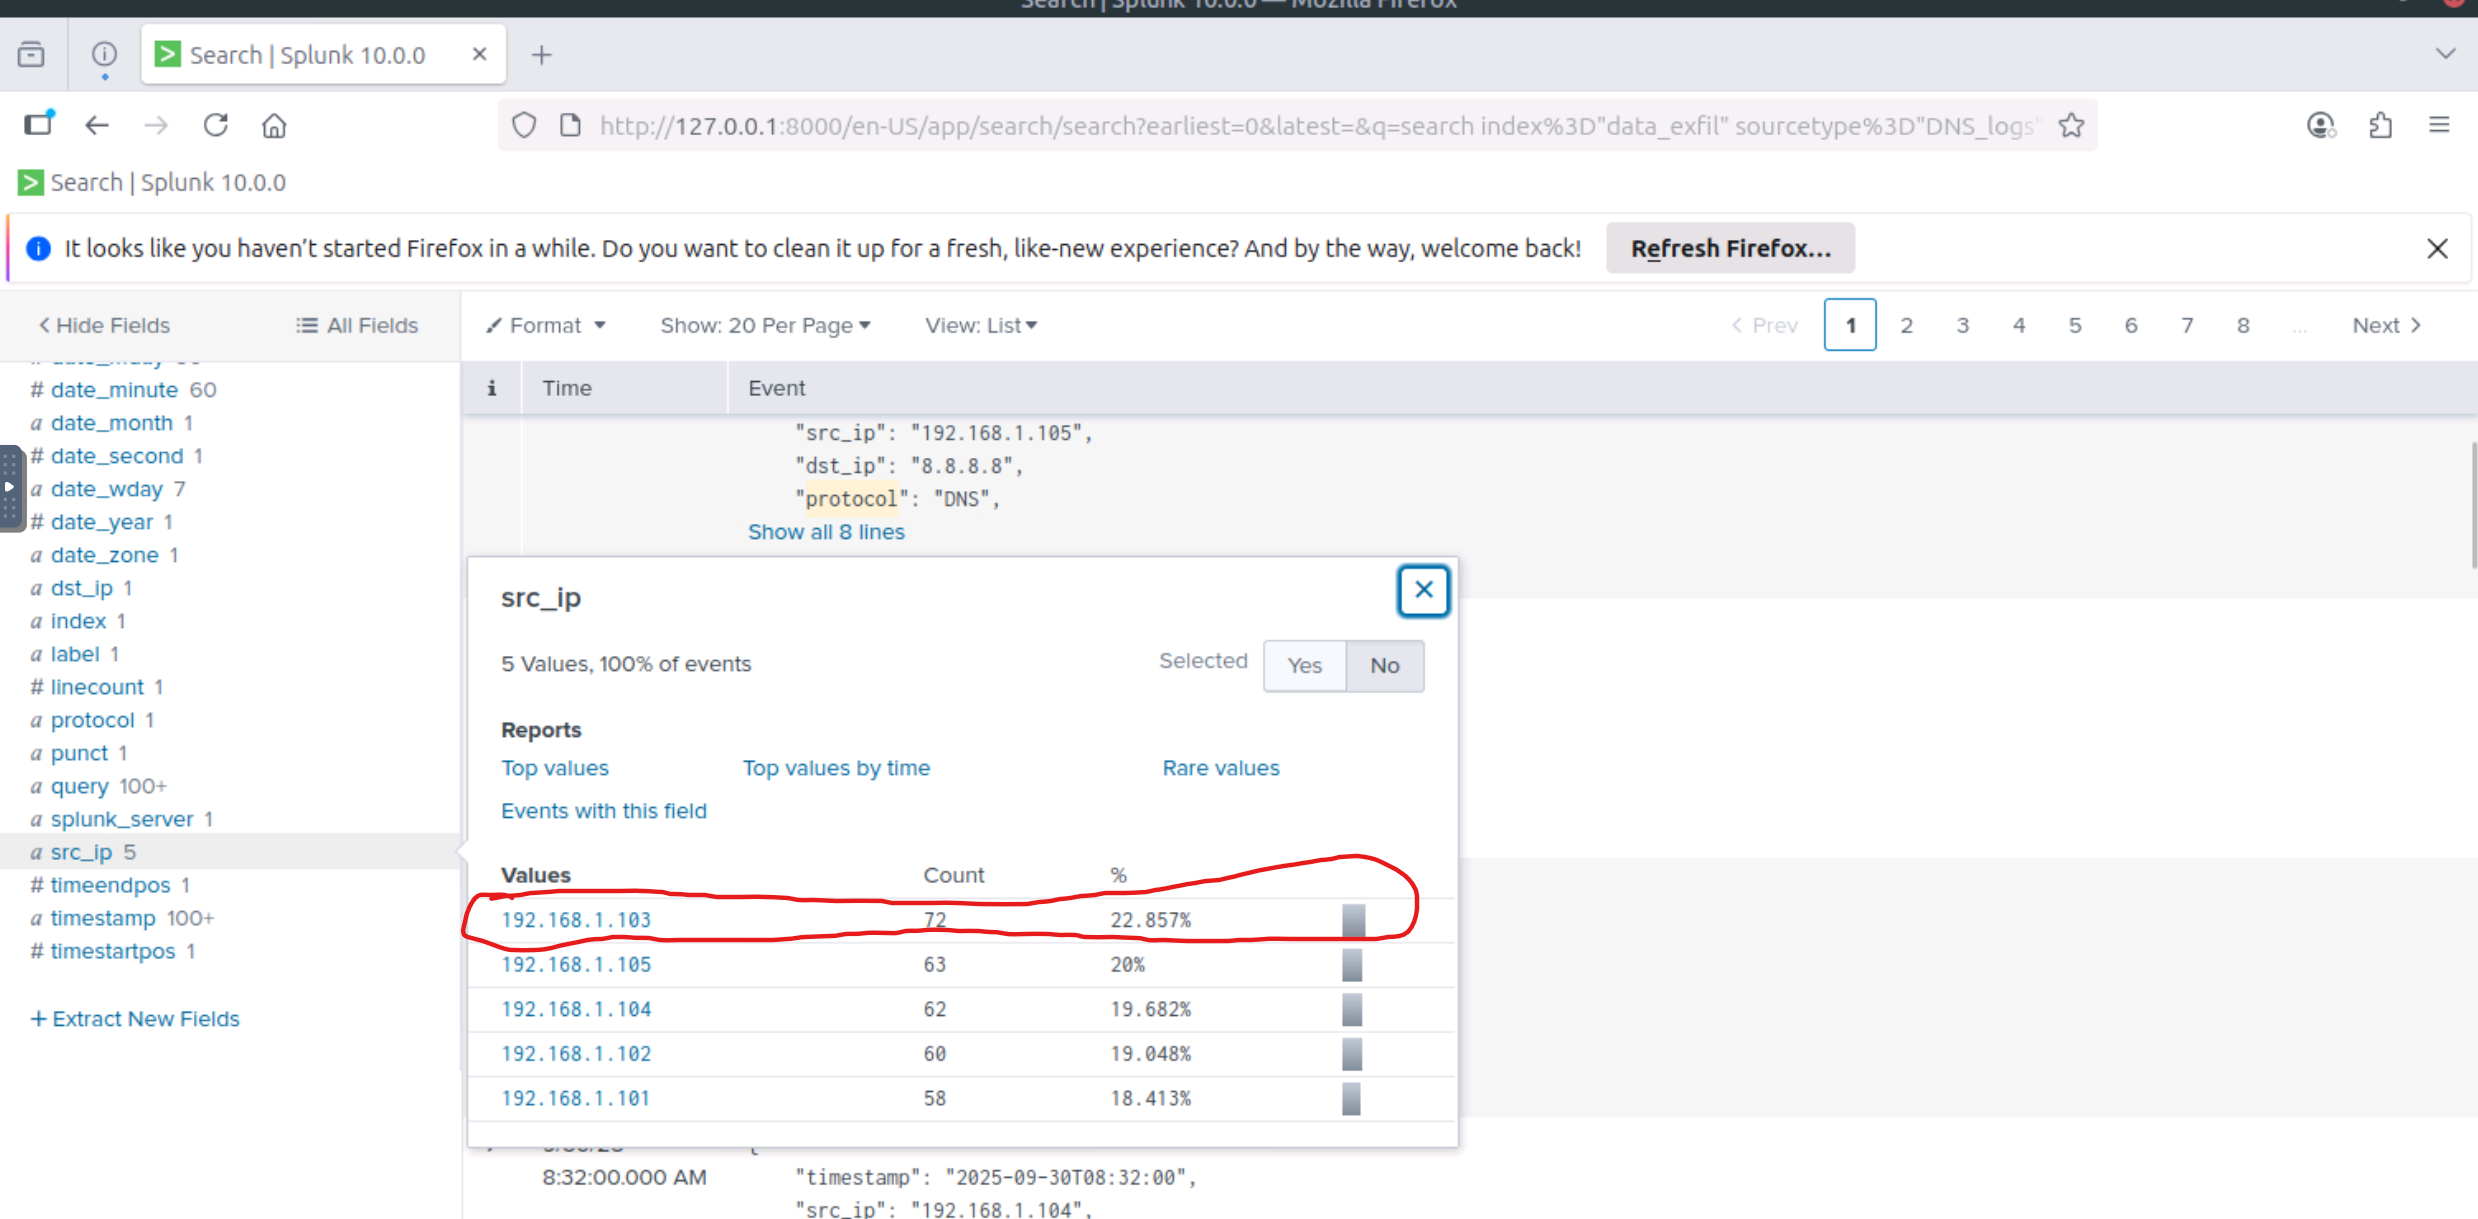 Search | Splunk 10.0.0 — Mozilla Firefox
Search | Splunk 10.0.0
http://127.0.0.1:8000/en-US/app/search/search?earliest=0&latest=&q=search index%3D"data_exfil" sourcetype%3D"DNS_logs"
Search | Splunk 10.0.0
It looks like you haven't started Firefox in a while. Do you want to clean it up for a fresh, like-new experience? And by the way, welcome back! Refresh Firefox...
Hide Fields All Fields Format Show: 20 Per Page View: List Prev 1 2 3 4 5 6 7 8 ... Next
# date_minute 60
a date_month 1
# date_second 1
a date_wday 7
# date_year 1
a date_zone 1
a dst_ip 1
a index 1
a label 1
# linecount 1
a protocol 1
a punct 1
a query 100+
a splunk_server 1
a src_ip 5
# timeendpos 1
a timestamp 100+
# timestartpos 1
+ Extract New Fields
i Time Event
"src_ip": "192.168.1.105",
"dst_ip": "8.8.8.8",
"protocol": "DNS",
Show all 8 lines
src_ip
5 Values, 100% of events Selected Yes No
Reports
Top values Top values by time Rare values
Events with this field
Values Count %
192.168.1.103 72 22.857%
192.168.1.105 63 20%
192.168.1.104 62 19.682%
192.168.1.102 60 19.048%
192.168.1.101 58 18.413%
8:32:00.000 AM "timestamp": "2025-09-30T08:32:00",
"src_ip": "192.168.1.104",